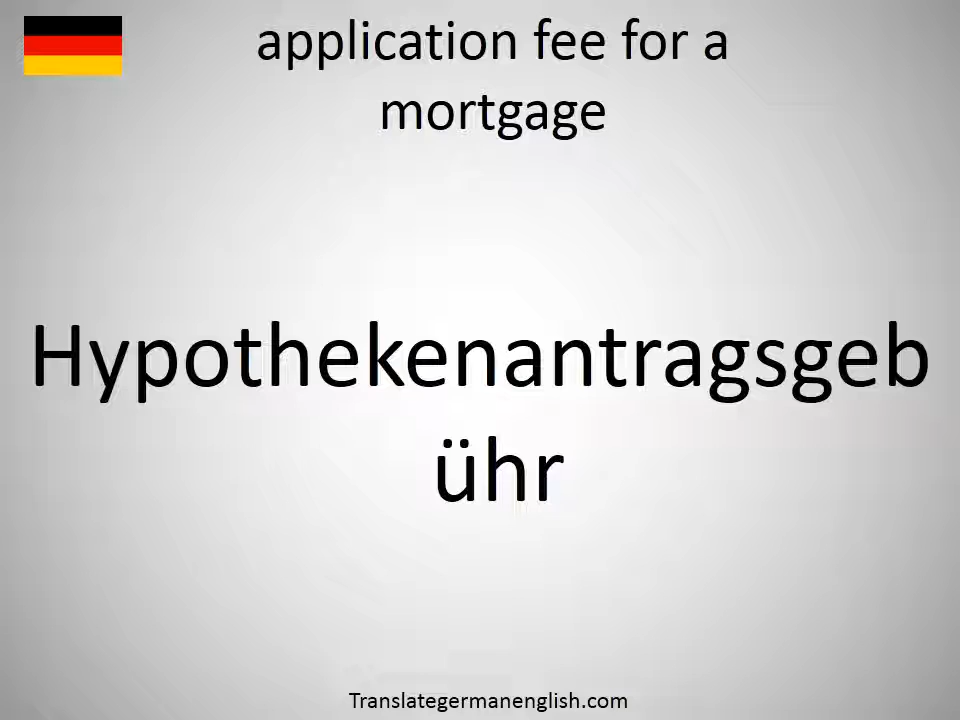 application fee for a
mortgage
Hypothekenantragsgeb
ühr
Translategermanenglish.com